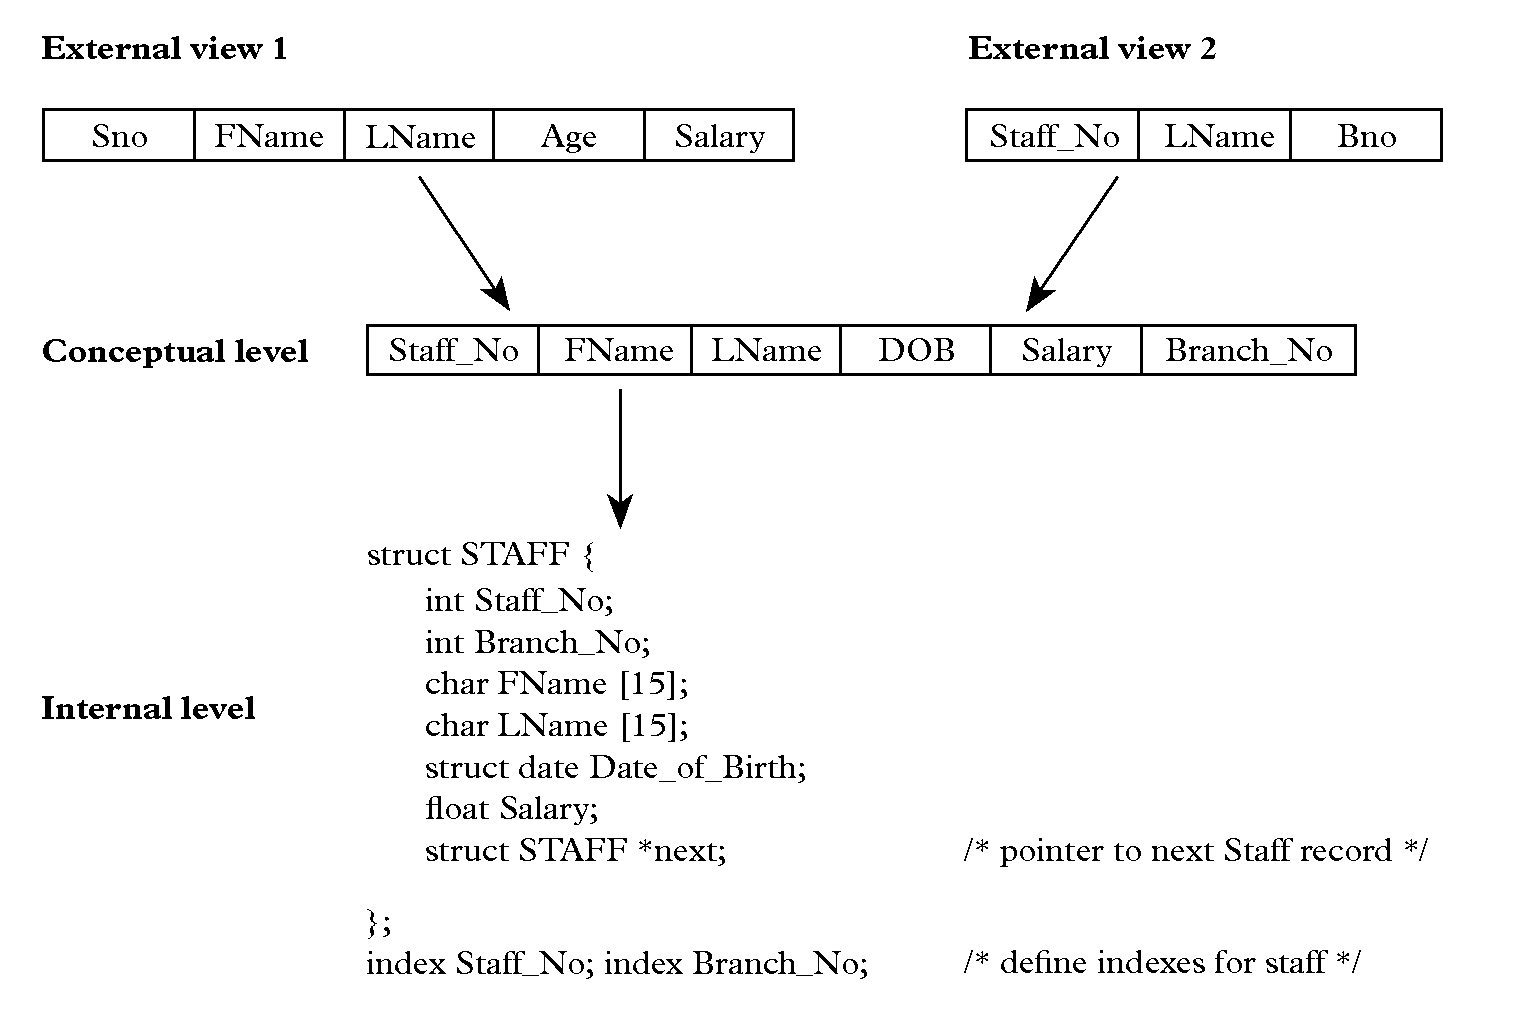 External view 1 External view 2
Sno FName LName Age Salary Staff_No LName Bno
Conceptual level Staff_No FName LName DOB Salary Branch_No
struct STAFF {
int Staff_No;
int Branch_No;
char FName [15];
Internal level
char LName [15];
struct date Date_of_Birth;
float Salary;
struct STAFF *next; /* pointer to next Staff record */
};
index Staff_No; index Branch_No; /* define indexes for staff */